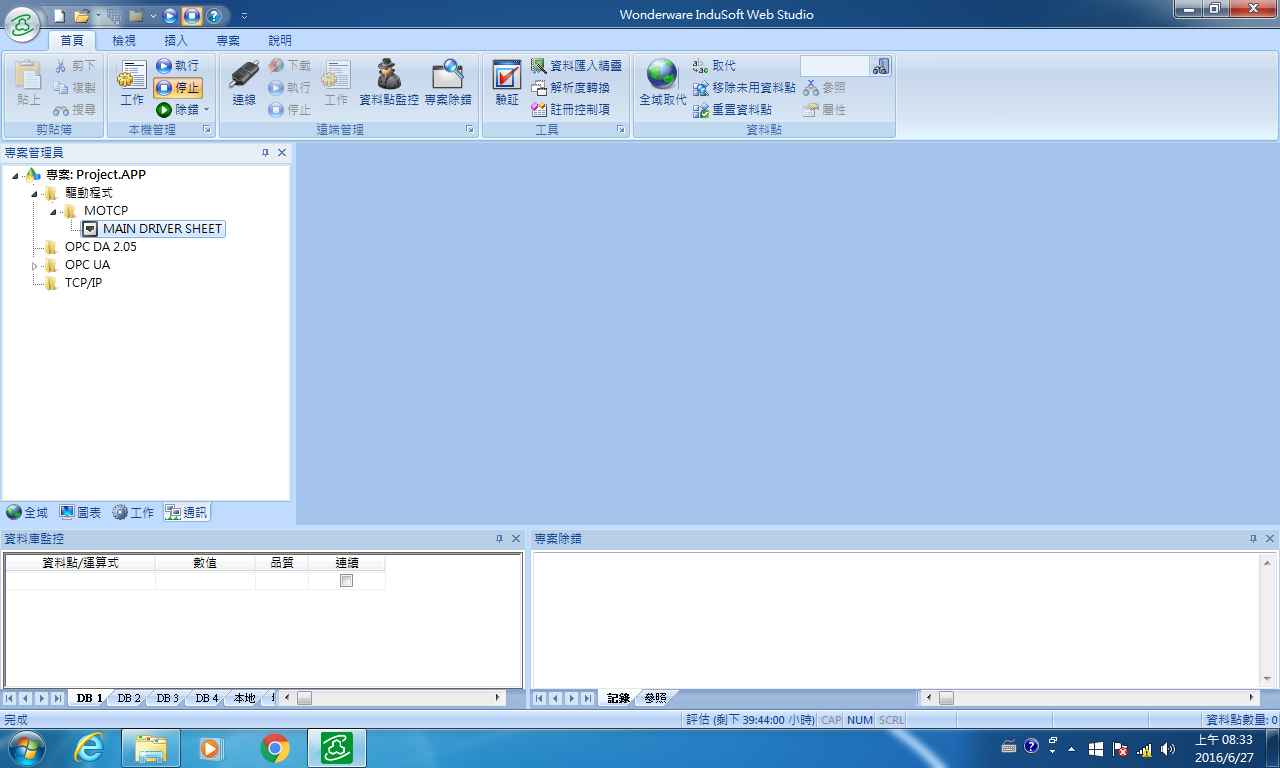 Wonderware InduSoft Web Studio
首頁 檢視 插入 專案 說明
貼上 剪下 複製 搜尋
剪貼簿
工作 執行 停止 除錯
本機管理
連線 下載 執行 停止 工作 資料點監控 專案除錯
遠端管理
驗証 資料匯入精靈 解析度轉換 註冊控制項
工具
全域取代 取代 移除未用資料點 重置資料點 參照 屬性
資料點
專案管理員
專案: Project.APP
驅動程式
MOTCP
MAIN DRIVER SHEET
OPC DA 2.05
OPC UA
TCP/IP
全域 圖表 工作 通訊
資料庫監控
資料點/運算式 數值 品質 連續
DB 1 DB 2 DB 3 DB 4 本地
專案除錯
記錄 參照
完成
評估 (剩下 39:44:00 小時) CAP NUM SCRL 資料點數量: 0
上午 08:33
2016/6/27